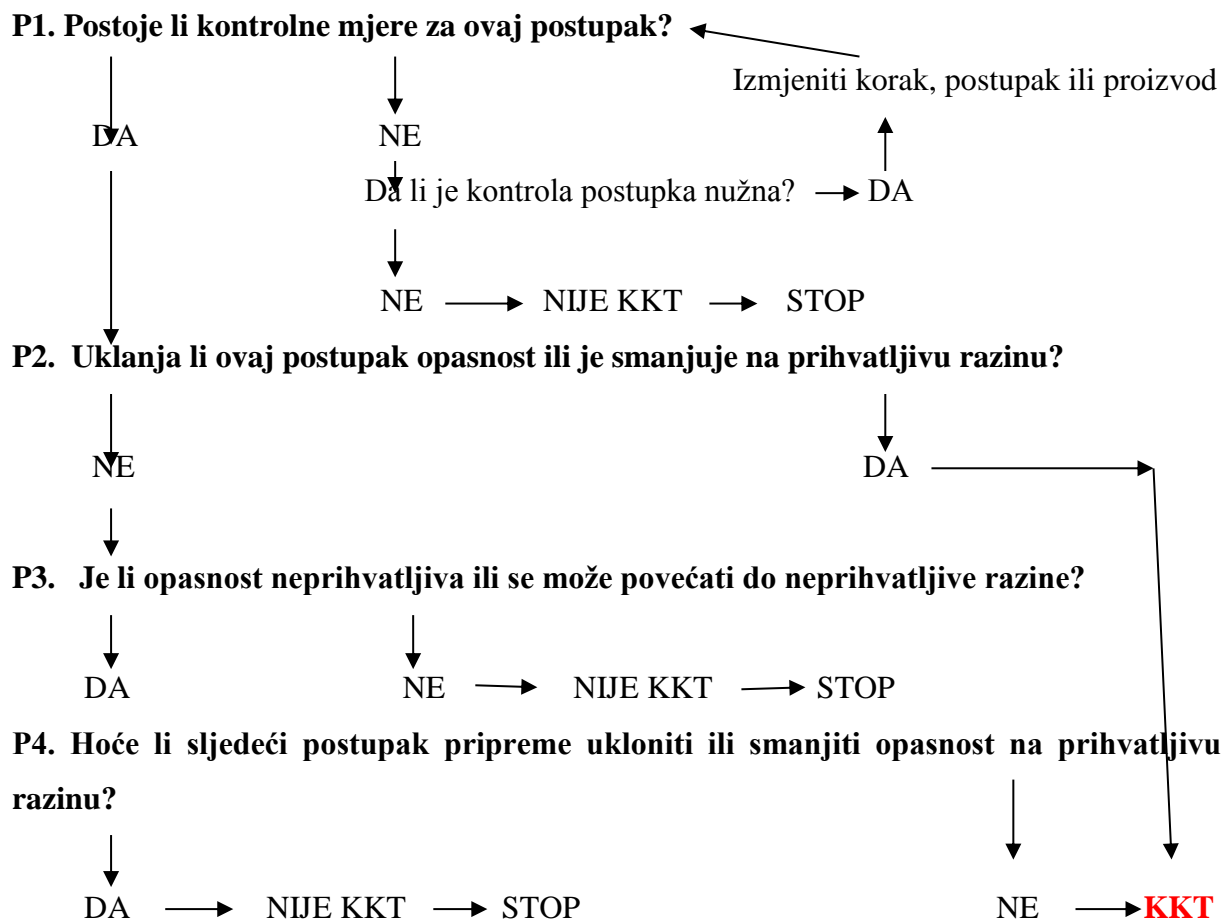 P1. Postoje li kontrolne mjere za ovaj postupak?
Izmjeniti korak, postupak ili proizvod
DA NE
Da li je kontrola postupka nužna? DA
NE NIJE KKT STOP
P2. Uklanja li ovaj postupak opasnost ili je smanjuje na prihvatljivu razinu?
NE DA
P3. Je li opasnost neprihvatljiva ili se može povećati do neprihvatljive razine?
DA NE NIJE KKT STOP
P4. Hoće li sljedeći postupak pripreme ukloniti ili smanjiti opasnost na prihvatljivu
razinu?
DA NIJE KKT STOP NE KKT